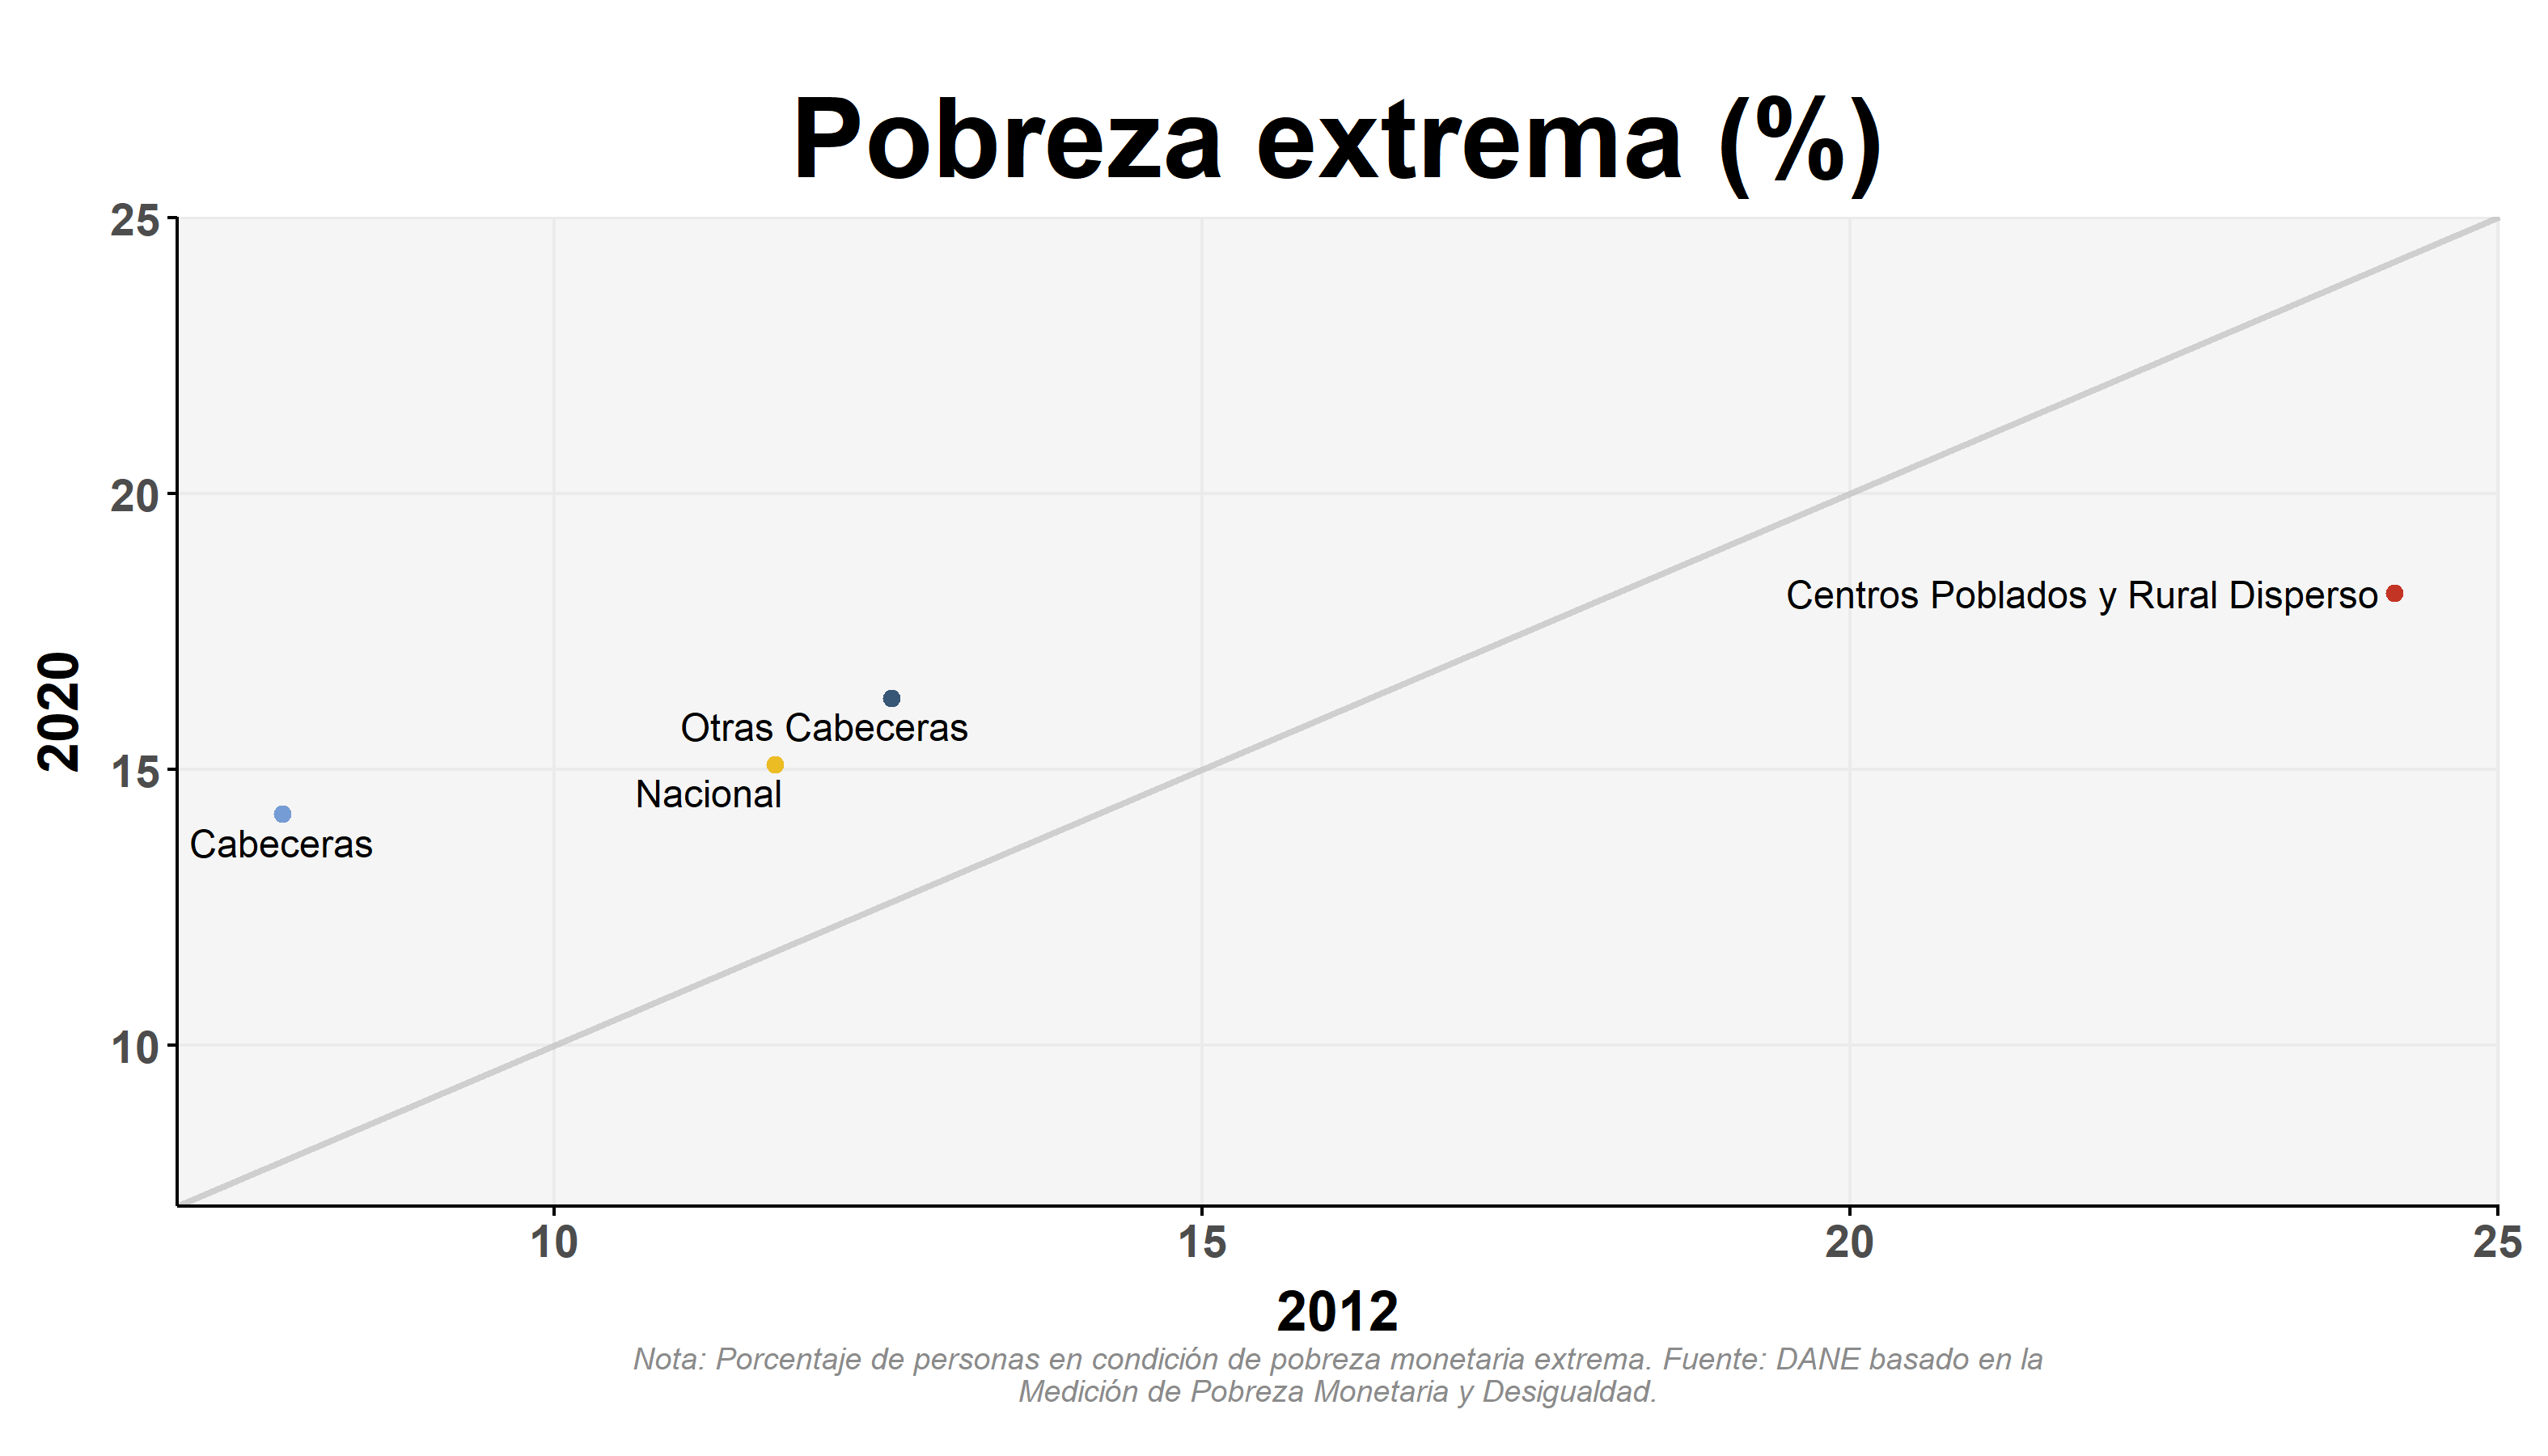 Pobreza extrema (%)
25
20
15
10
2020
Centros Poblados y Rural Disperso
Otras Cabeceras
Nacional
Cabeceras
10
15
20
25
2012
Nota: Porcentaje de personas en condición de pobreza monetaria extrema. Fuente: DANE basado en la
Medición de Pobreza Monetaria y Desigualdad.